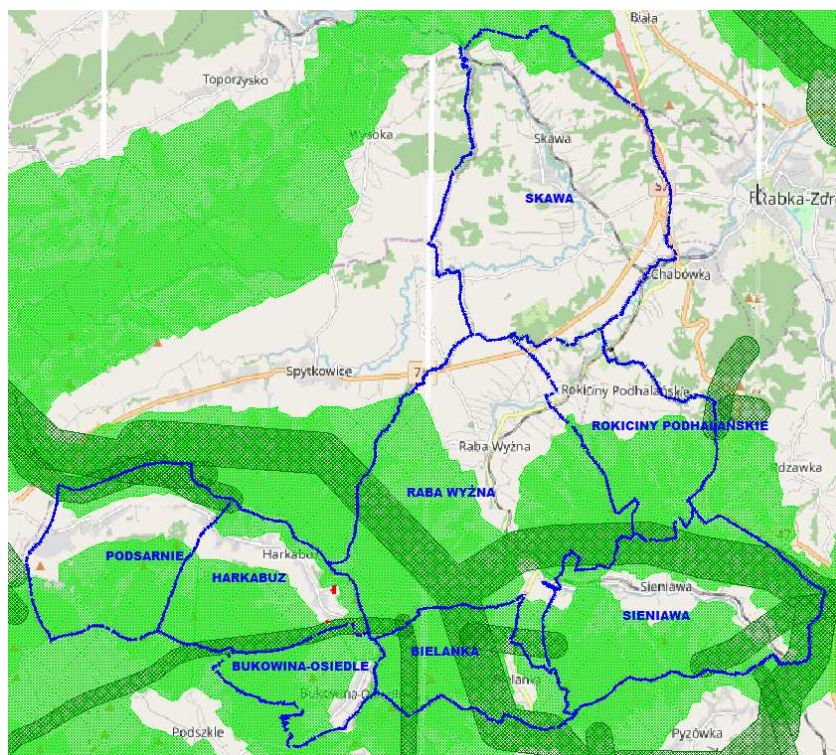 Biała
Toporzysko
Wysoka
Skawa
SKAWA
S7
Rabka-Zdr
Chabówka
Spytkowice
7
Rokiciny Podhalańskie
ROKICINY PODHALAŃSKIE
Raba Wyżna
RABA WYŻNA
PODSARNIE
Harkabuz
HARKABUZ
Sieniawa
SIENIAWA
BIELANKA
BUKOWINA-OSIEDLE
Podszkle
Pyzówka